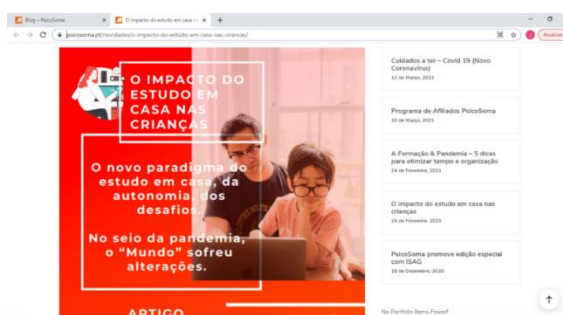 Blog – PsicoSoma
O impacto do estudo em casa
psicosoma.pt/novidades/o-impacto-do-estudo-em-casa-nas-criancas/
Atualizar
O IMPACTO DO
ESTUDO EM
CASA NAS
CRIANÇAS
O novo paradigma do
estudo em casa, da
autonomia, dos
desafios.
No seio da pandemia,
o "Mundo" sofreu
alterações.
ARTIGO
Cuidados a ter – Covid 19 (Novo
Coronavírus)
Março, 2021
Programa de Afiliados PsicoSoma
10 de Março, 2021
A Formação & Pandemia – 5 dicas
para otimizar tempo e organização
24 de Fevereiro, 2021
O impacto do estudo em casa nas
crianças
24 de Fevereiro, 2021
PsicoSoma promove edição especial
com ISAG
18 de Dezembro, 2020
No Portfolio Items Found!